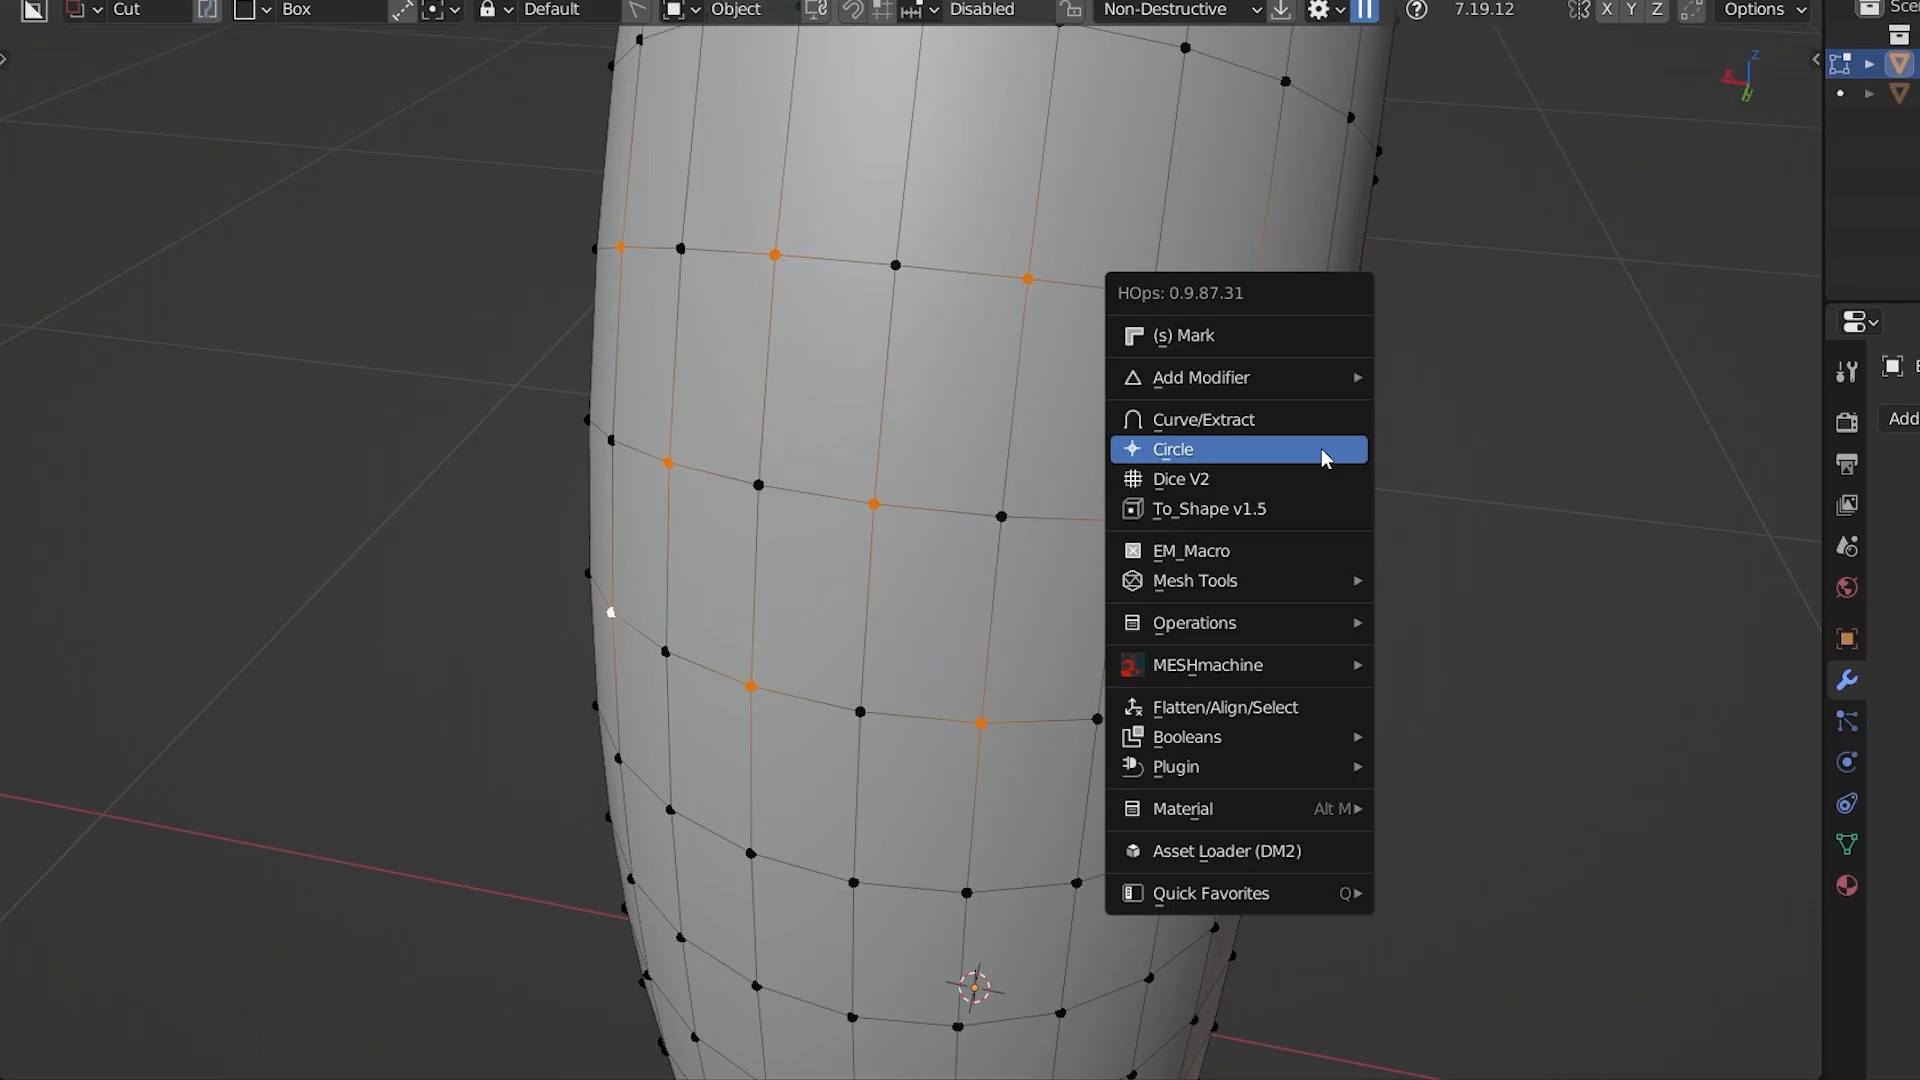 Cut Box Default Object Disabled Non-Destructive 7.19.12 X Y Z Options Scen
Z
X
y
HOps: 0.9.87.31
(s) Mark
Add Modifier
Curve/Extract
Circle
Dice V2
To_Shape v1.5
EM_Macro
Mesh Tools
Operations
MESHmachine
Flatten/Align/Select
Booleans
Plugin
Material Alt M
Asset Loader (DM2)
Quick Favorites Q
Add